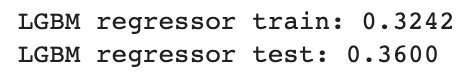 LGBM regressor train: 0.3242
LGBM regressor test: 0.3600